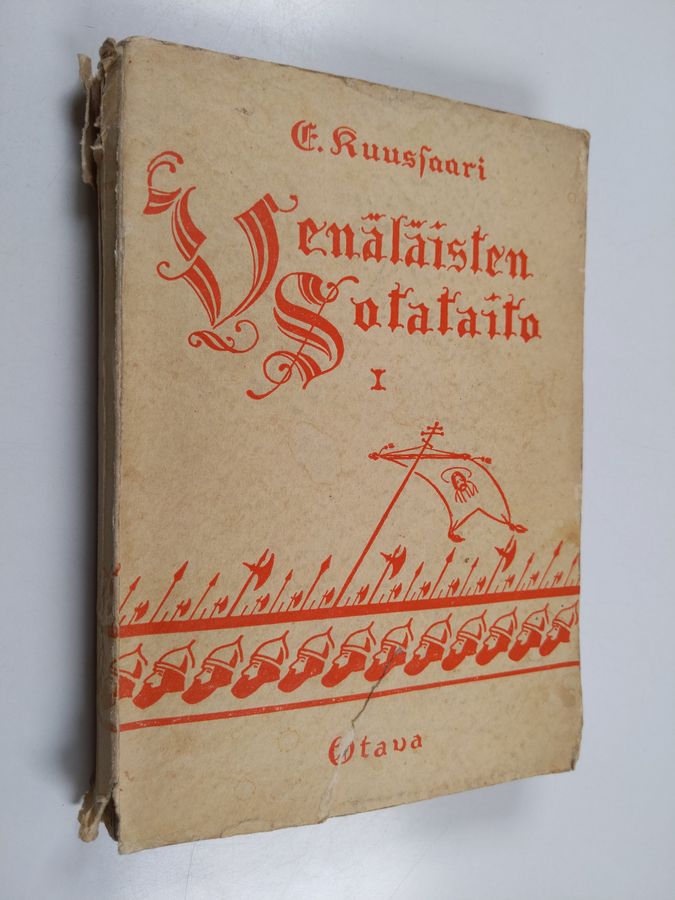 E. Kuussaari
Venäläisten
Sotataito
I
Otava